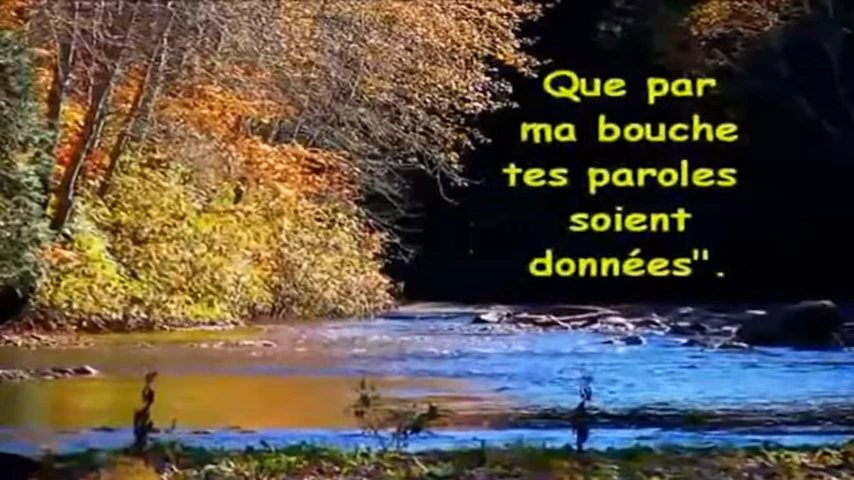 Que par
ma bouche
tes paroles
soient
données".